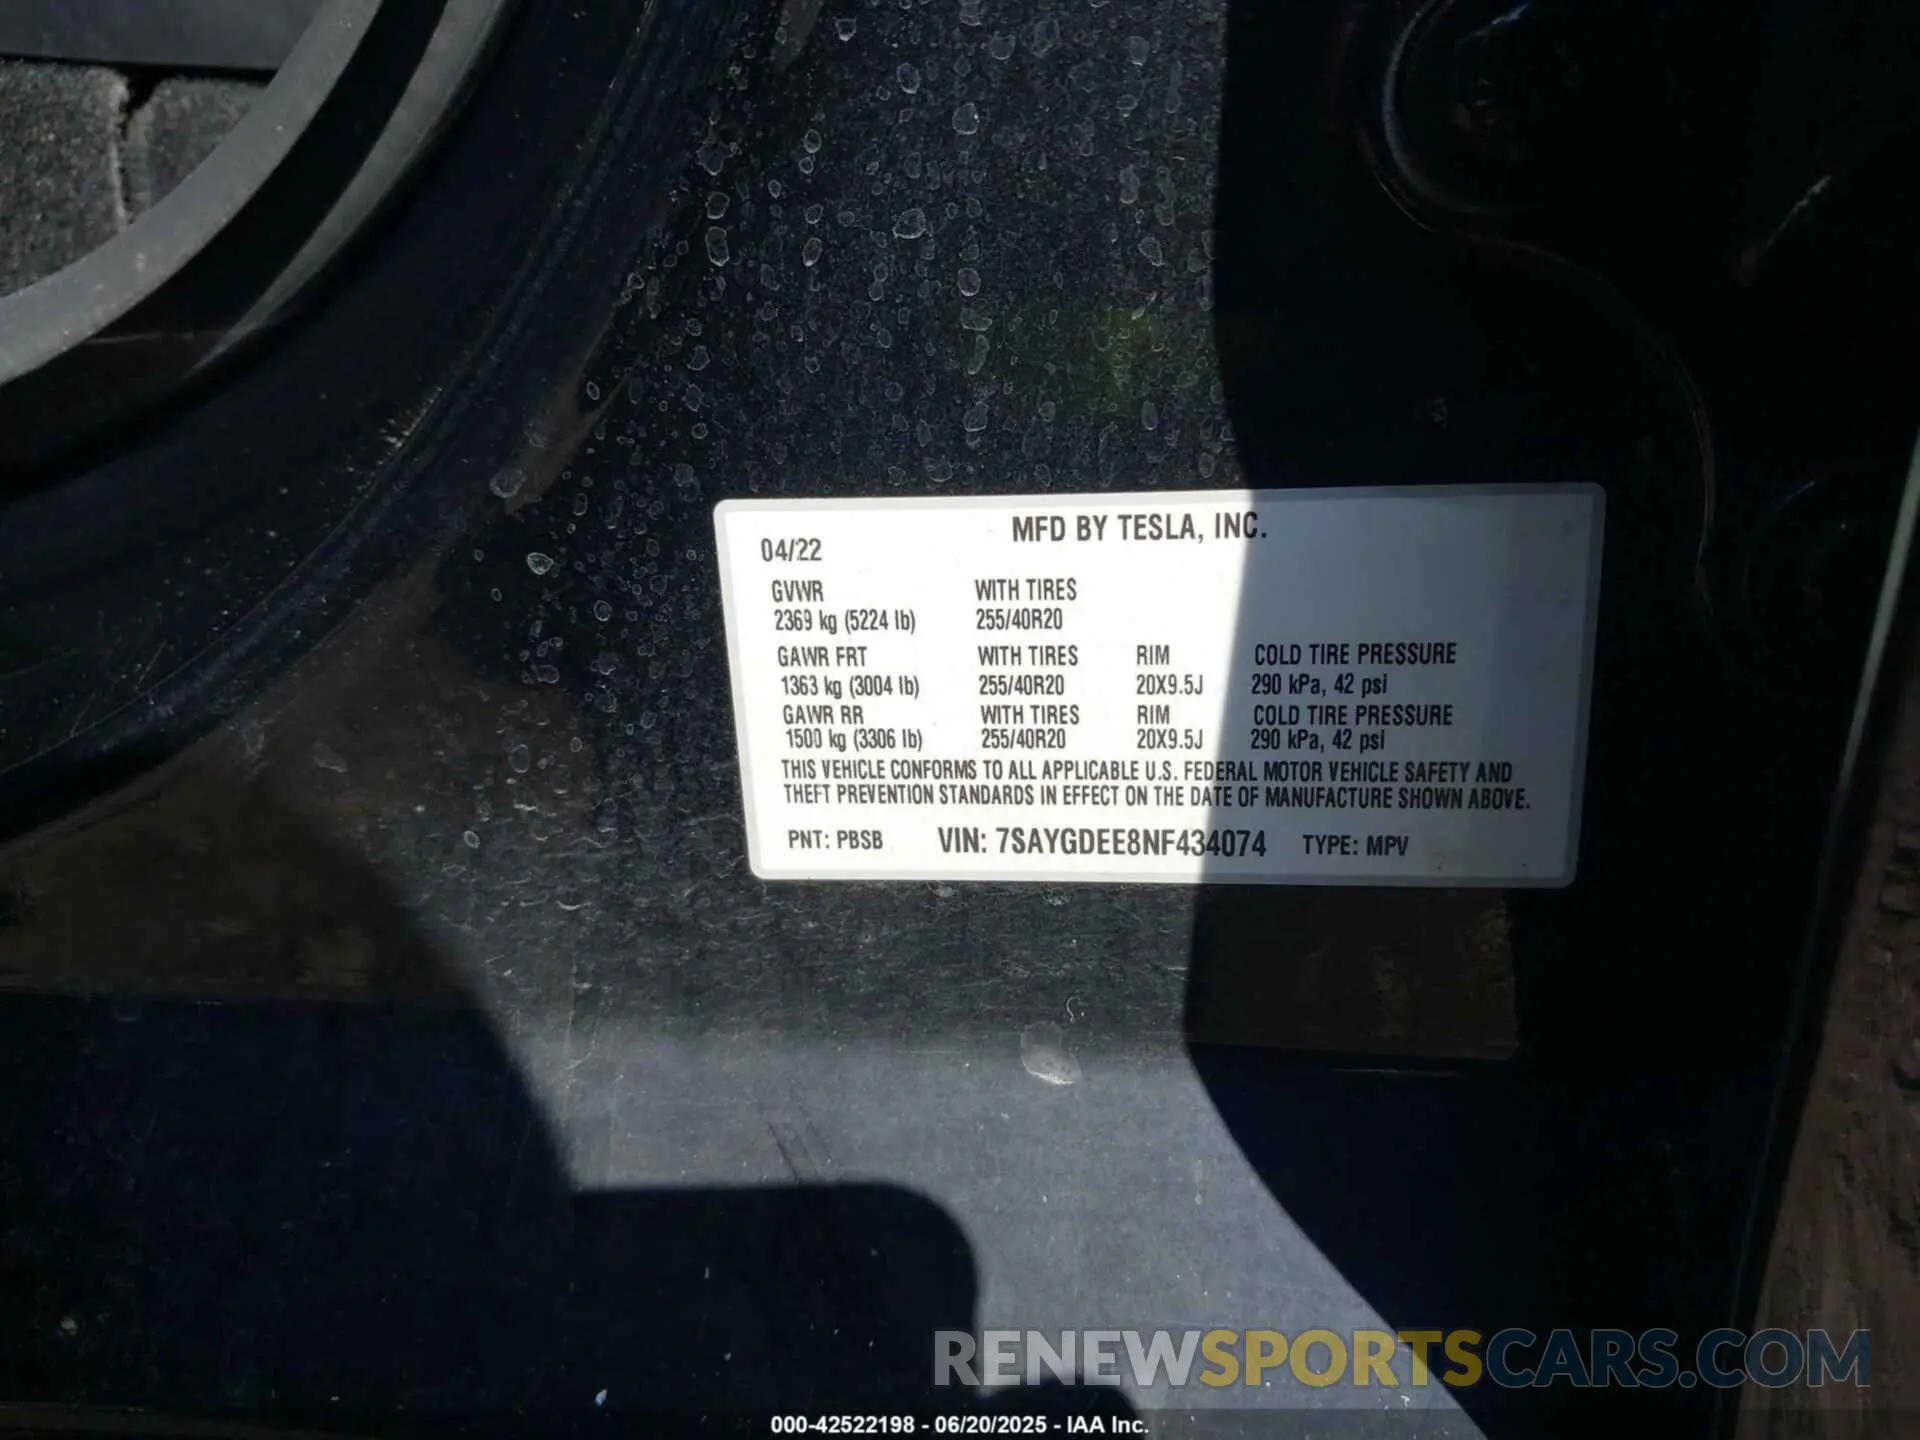 MFD BY TESLA, INC.
04/22
GVWR WITH TIRES
2369 kg (5224 lb) 255/40R20
GAWR FRT WITH TIRES RIM COLD TIRE PRESSURE
1363 kg (3004 lb) 255/40R20 20X9.5J 290 kPa, 42 psi
GAWR RR WITH TIRES RIM COLD TIRE PRESSURE
1500 kg (3306 lb) 255/40R20 20X9.5J 290 kPa, 42 psi
THIS VEHICLE CONFORMS TO ALL APPLICABLE U.S. FEDERAL MOTOR VEHICLE SAFETY AND
THEFT PREVENTION STANDARDS IN EFFECT ON THE DATE OF MANUFACTURE SHOWN ABOVE.
PNT: PBSB VIN: 7SAYGDEE8NF434074 TYPE: MPV
RENEWSPORTSCARS.COM
000-42522198 - 06/20/2025 - IAA Inc.